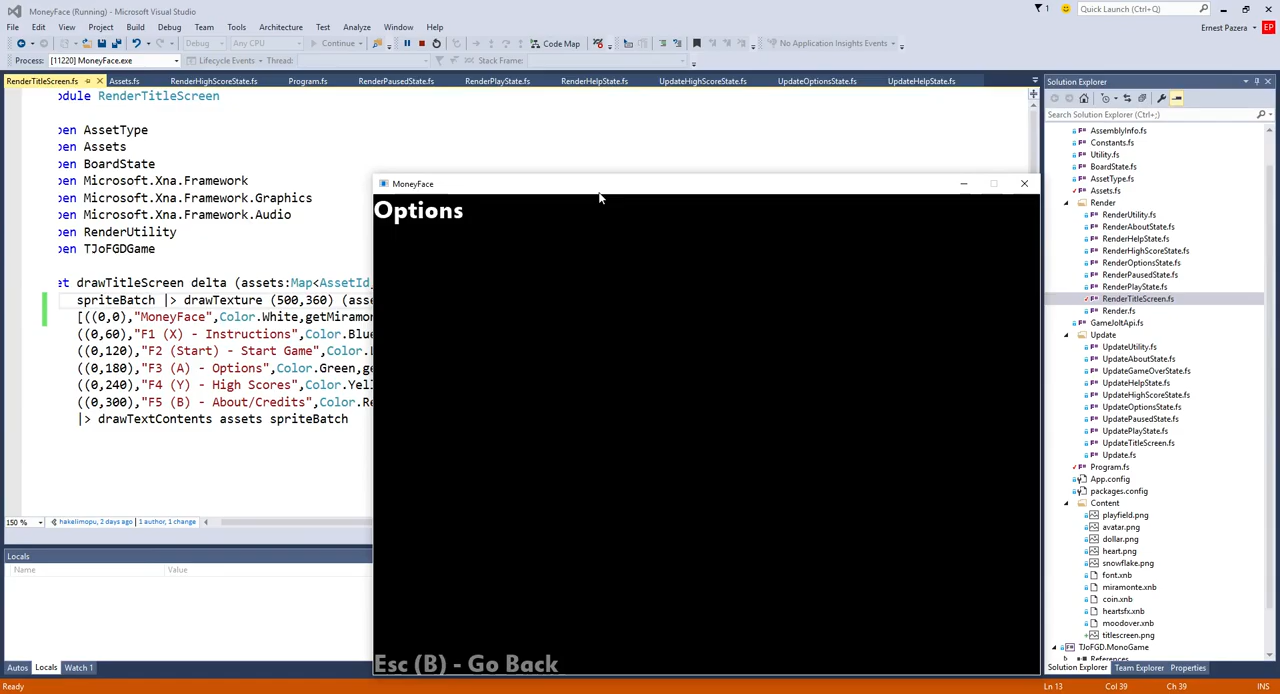 MoneyFace (Running) - Microsoft Visual Studio
1
Quick Launch (Ctrl+Q)
File Edit View Project Build Debug Team Tools Architecture Test Analyze Window Help
Ernest Pazera EP
Debug Any CPU Continue Code Map No Application Insights Events
Process: [11220] MoneyFace.exe Lifecycle Events Thread: Stack Frame:
RenderTitleScreen.fs Assets.fs RenderHighScoreState.fs Program.fs RenderPausedState.fs RenderPlayState.fs RenderHelpState.fs UpdateHighScoreState.fs UpdateOptionsState.fs UpdateHelpState.fs
odule RenderTitleScreen
pen AssetType
pen Assets
pen BoardState
pen Microsoft.Xna.Framework
pen Microsoft.Xna.Framework.Graphics
pen Microsoft.Xna.Framework.Audio
pen RenderUtility
pen TJoFGDGame
et drawTitleScreen delta (assets:Map<AssetId,
spriteBatch |> drawTexture (500,360) (asse
[((0,0),"MoneyFace",Color.White,getMiramon
((0,60),"F1 (X) - Instructions",Color.Blue
((0,120),"F2 (Start) - Start Game",Color.
((0,180),"F3 (A) - Options",Color.Green,ge
((0,240),"F4 (Y) - High Scores",Color.Yel
((0,300),"F5 (B) - About/Credits",Color.Re
|> drawTextContents assets spriteBatch
150 % hakelimopu, 2 days ago | 1 author, 1 change
MoneyFace
Options
Esc (B) - Go Back
Locals
Name Value
Autos Locals Watch 1
Solution Explorer
Search Solution Explorer (Ctrl+;)
AssemblyInfo.fs
Constants.fs
Utility.fs
BoardState.fs
AssetType.fs
Assets.fs
Render
RenderUtility.fs
RenderAboutState.fs
RenderHelpState.fs
RenderHighScoreState.fs
RenderOptionsState.fs
RenderPausedState.fs
RenderPlayState.fs
RenderTitleScreen.fs
Render.fs
GameJoltApi.fs
Update
UpdateUtility.fs
UpdateAboutState.fs
UpdateGameOverState.fs
UpdateHelpState.fs
UpdateHighScoreState.fs
UpdateOptionsState.fs
UpdatePausedState.fs
UpdatePlayState.fs
UpdateTitleScreen.fs
Update.fs
Program.fs
App.config
packages.config
Content
playfield.png
avatar.png
dollar.png
heart.png
snowflake.png
font.xnb
miramonte.xnb
coin.xnb
heartsfx.xnb
moodover.xnb
titlescreen.png
TJoFGD.MonoGame
References
Solution Explorer Team Explorer Properties
Ready Ln 13 Col 39 Ch 39 INS